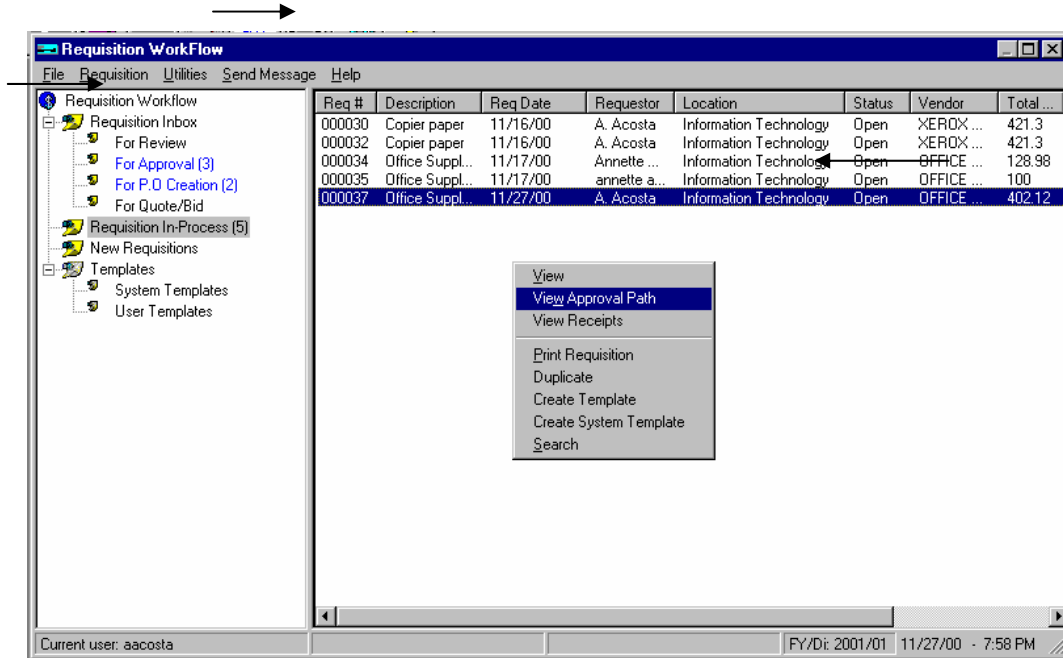 Requisition WorkFlow
File Requisition Utilities Send Message Help
Requisition Workflow
Requisition Inbox
For Review
For Approval (3)
For P.O Creation (2)
For Quote/Bid
Requisition In-Process (5)
New Requisitions
Templates
System Templates
User Templates
Req # Description Req Date Requestor Location Status Vendor Total ...
000030 Copier paper 11/16/00 A. Acosta Information Technology Open XEROX ... 421.3
000032 Copier paper 11/16/00 A. Acosta Information Technology Open XEROX ... 421.3
000034 Office Suppl... 11/17/00 Annette ... Information Technology Open OFFICE ... 128.98
000035 Office Suppl... 11/17/00 annette a... Information Technology Open OFFICE ... 100
000037 Office Suppl... 11/27/00 A. Acosta Information Technology Open OFFICE ... 402.12
View
View Approval Path
View Receipts
Print Requisition
Duplicate
Create Template
Create System Template
Search
Current user: aacosta FY/Di: 2001/01 11/27/00 - 7:58 PM